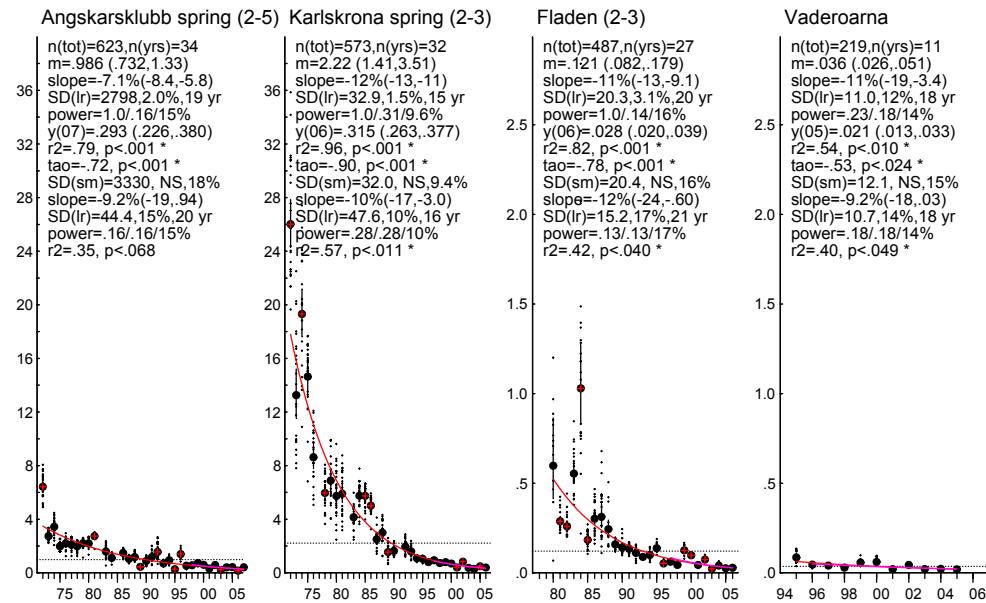 Angskarsklubb spring (2-5)
n(tot)=623,n(yrs)=34
m=.986 (.732,1.33)
slope=-7.1%(-8.4,-5.8)
SD(lr)=2798,2.0%,19 yr
power=1.0/.16/15%
y(07)=.293 (.226,.380)
r2=.79, p<.001 *
tao=-.72, p<.001 *
SD(sm)=3330, NS,18%
slope=-9.2%(-19,.94)
SD(lr)=44.4,15%,20 yr
power=.16/.16/15%
r2=.35, p<.068
36
32
28
24
20
16
12
8
4
0
75 80 85 90 95 00 05
Karlskrona spring (2-3)
n(tot)=573,n(yrs)=32
m=2.22 (1.41,3.51)
slope=-12%(-13,-11)
SD(lr)=32.9,1.5%,15 yr
power=1.0/.31/9.6%
y(06)=.315 (.263,.377)
r2=.96, p<.001 *
tao=-.90, p<.001 *
SD(sm)=32.0, NS,9.4%
slope=-10%(-17,-3.0)
SD(lr)=47.6,10%,16 yr
power=.28/.28/10%
r2=.57, p<.011 *
36
32
28
24
20
16
12
8
4
0
75 80 85 90 95 00 05
Fladen (2-3)
n(tot)=487,n(yrs)=27
m=.121 (.082,.179)
slope=-11%(-13,-9.1)
SD(lr)=20.3,3.1%,20 yr
power=1.0/.14/16%
y(06)=.028 (.020,.039)
r2=.82, p<.001 *
tao=-.78, p<.001 *
SD(sm)=20.4, NS,16%
slope=-12%(-24,-.60)
SD(lr)=15.2,17%,21 yr
power=.13/.13/17%
r2=.42, p<.040 *
2.5
2.0
1.5
1.0
.5
.0
80 85 90 95 00 05
Vaderoarna
n(tot)=219,n(yrs)=11
m=.036 (.026,.051)
slope=-11%(-19,-3.4)
SD(lr)=11.0,12%,18 yr
power=.23/.18/14%
y(05)=.021 (.013,.033)
r2=.54, p<.010 *
tao=-.53, p<.024 *
SD(sm)=12.1, NS,15%
slope=-9.2%(-18,.03)
SD(lr)=10.7,14%,18 yr
power=.18/.18/14%
r2=.40, p<.049 *
2.5
2.0
1.5
1.0
.5
.0
94 96 98 00 02 04 06